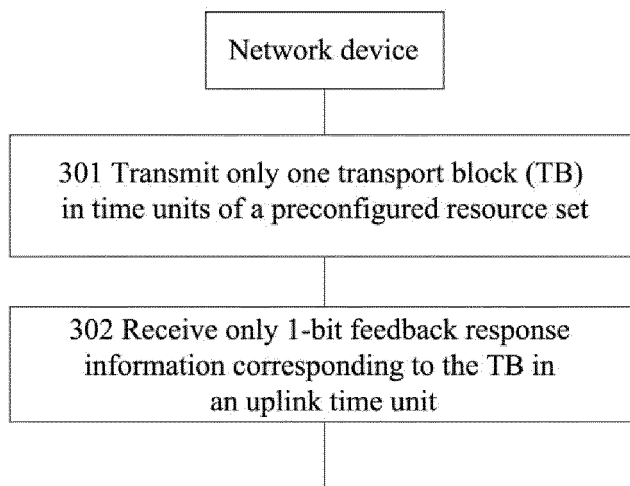 Network device
301 Transmit only one transport block (TB)
in time units of a preconfigured resource set
302 Receive only 1-bit feedback response
information corresponding to the TB in
an uplink time unit